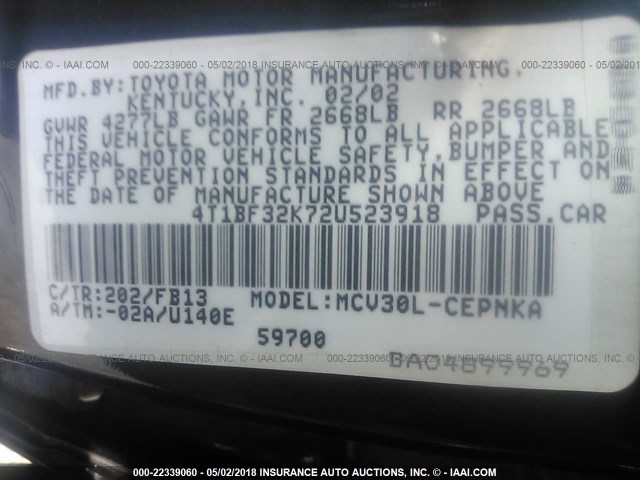 000-22339060 - 05/02/2018 INSURANCE AUTO AUCTIONS, INC. - © IAAI.COM
MFD.BY:TOYOTA MOTOR MANUFACTURING,
KENTUCKY,INC. 02/02
GVWR 4277LB GAWR FR 2668LB RR 2668LB
THIS VEHICLE CONFORMS TO ALL APPLICABLE
FEDERAL MOTOR VEHICLE SAFETY,BUMPER AND
THEFT PREVENTION STANDARDS IN EFFECT ON
THE DATE OF MANUFACTURE SHOWN ABOVE
4T1BF32K72U523918 PASS.CAR
C/TR:202/FB13 MODEL:MCV30L-CEPNKA
A/TM:-02A/U140E
59700
BA04899969
000-22339060 - 05/02/2018 INSURANCE AUTO AUCTIONS, INC. - © IAAI.COM